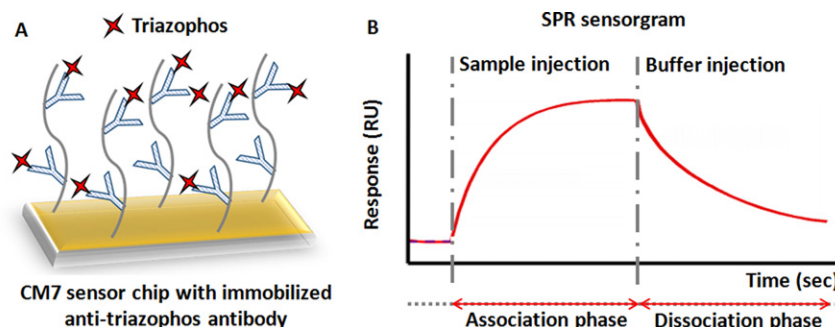 A
Triazophos
CM7 sensor chip with immobilized
anti-triazophos antibody
B
SPR sensorgram
Sample injection
Buffer injection
Response (RU)
Time (sec)
Association phase
Dissociation phase